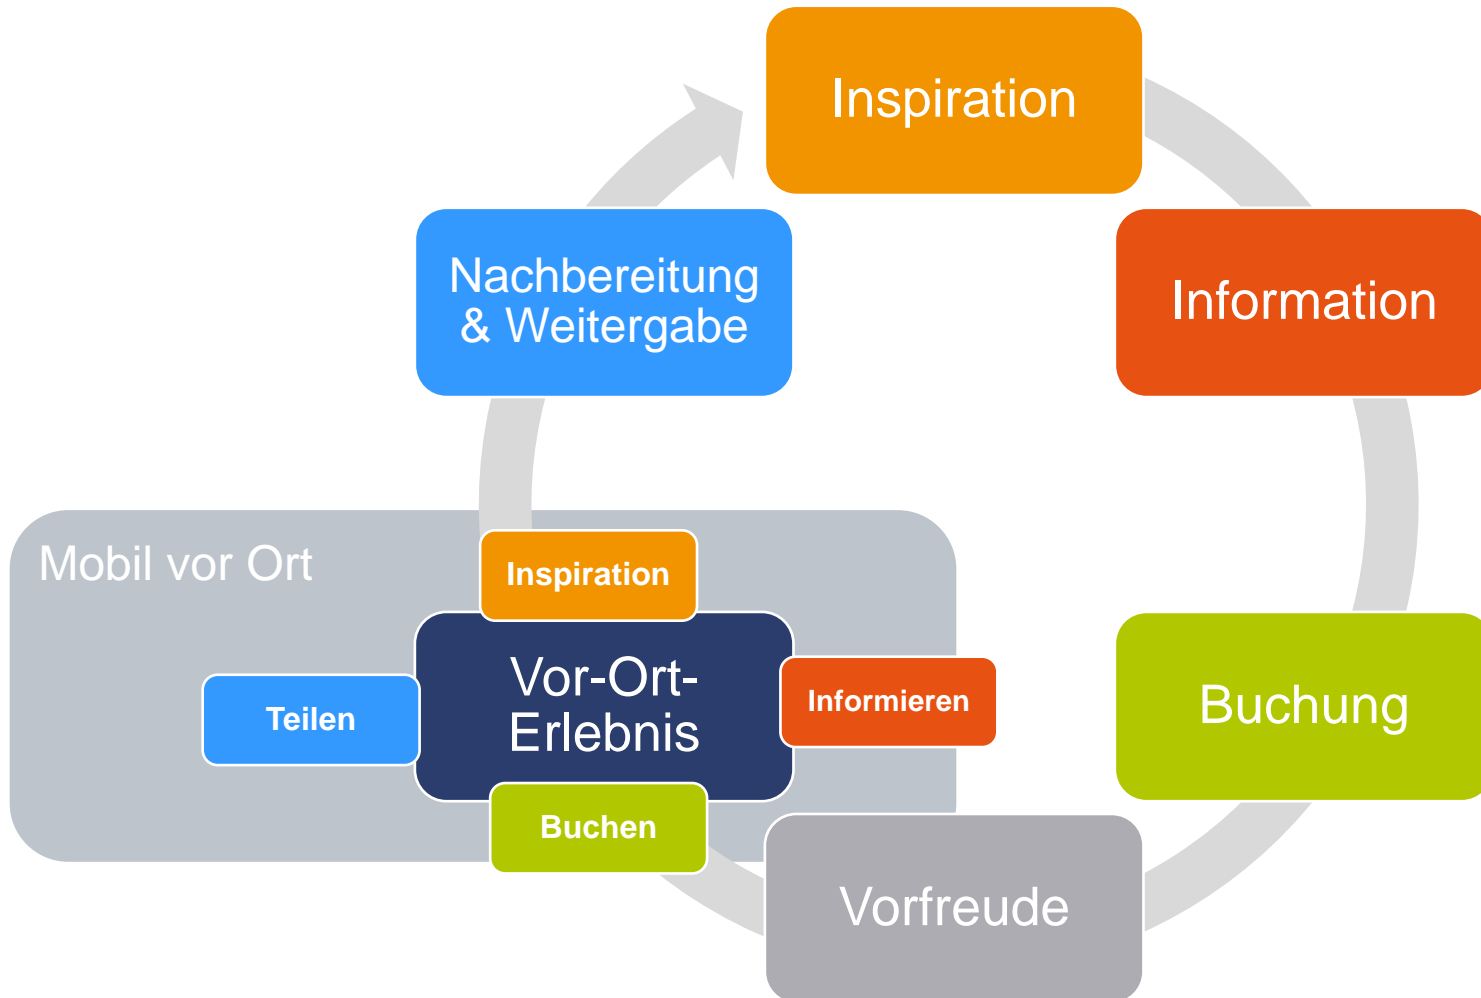 Inspiration
Information
Buchung
Vorfreude
Mobil vor Ort
Inspiration
Vor-Ort-
Erlebnis
Informieren
Buchen
Teilen
Nachbereitung
& Weitergabe